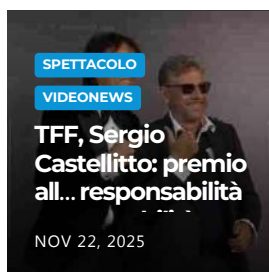 SPETTACOLO
VIDEONEWS
TFF, Sergio
Castellitto: premio
all... responsabilità
NOV 22, 2025